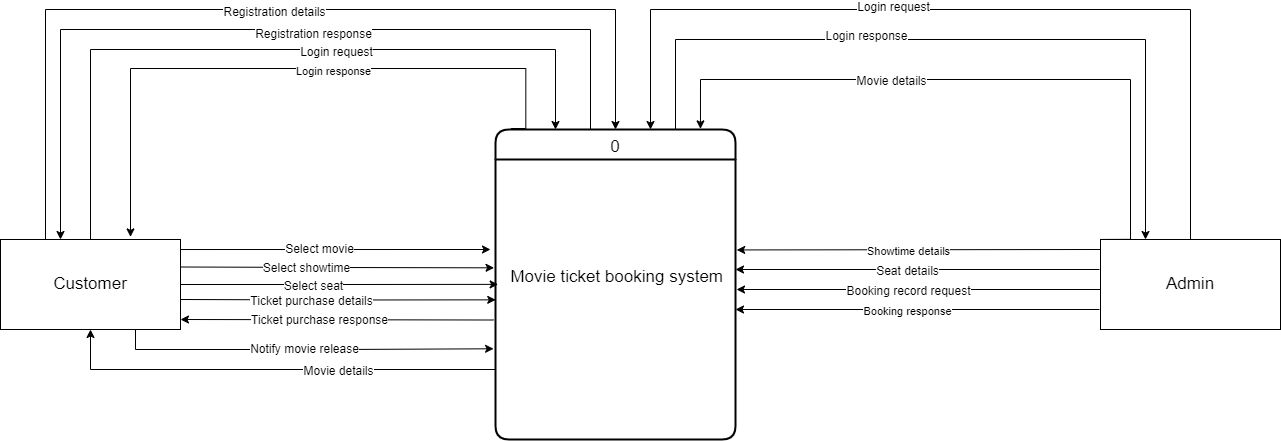 Registration details
Registration response
Login request
Login response
Login request
Login response
Movie details
0
Customer
Select movie
Select showtime
Select seat
Ticket purchase details
Ticket purchase response
Notify movie release
Movie details
Movie ticket booking system
Showtime details
Seat details
Booking record request
Booking response
Admin